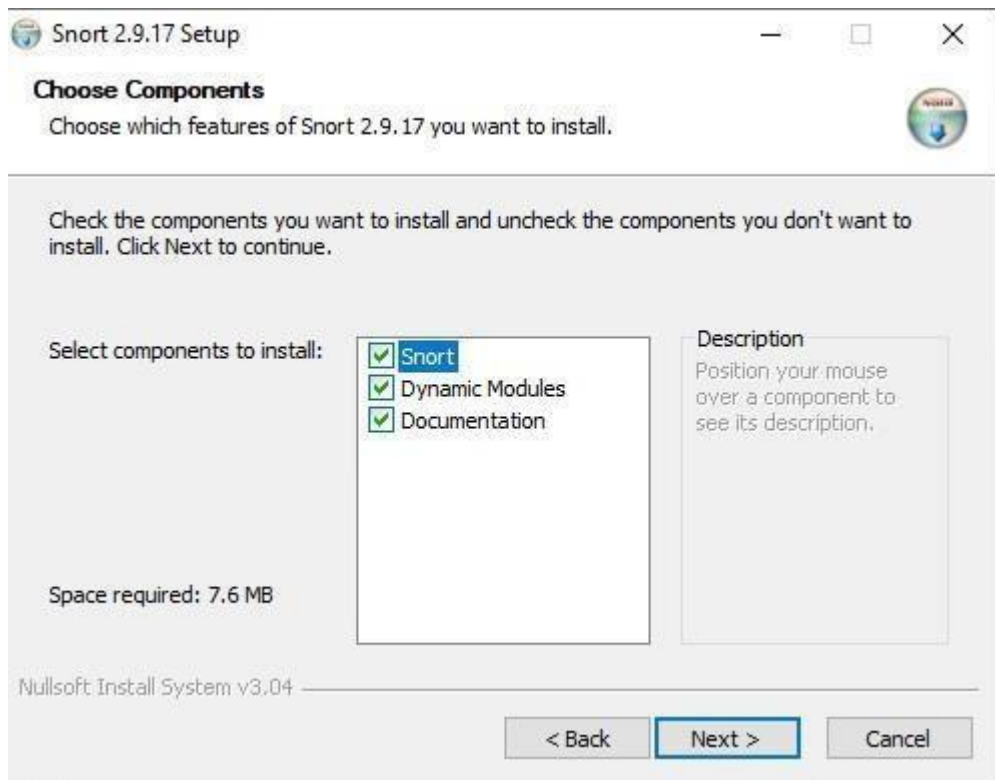 Snort 2.9.17 Setup
Choose Components
Choose which features of Snort 2.9.17 you want to install.
Check the components you want to install and uncheck the components you don't want to
install. Click Next to continue.
Select components to install:
Snort
Dynamic Modules
Documentation
Description
Position your mouse
over a component to
see its description.
Space required: 7.6 MB
Nullsoft Install System v3.04
< Back
Next >
Cancel